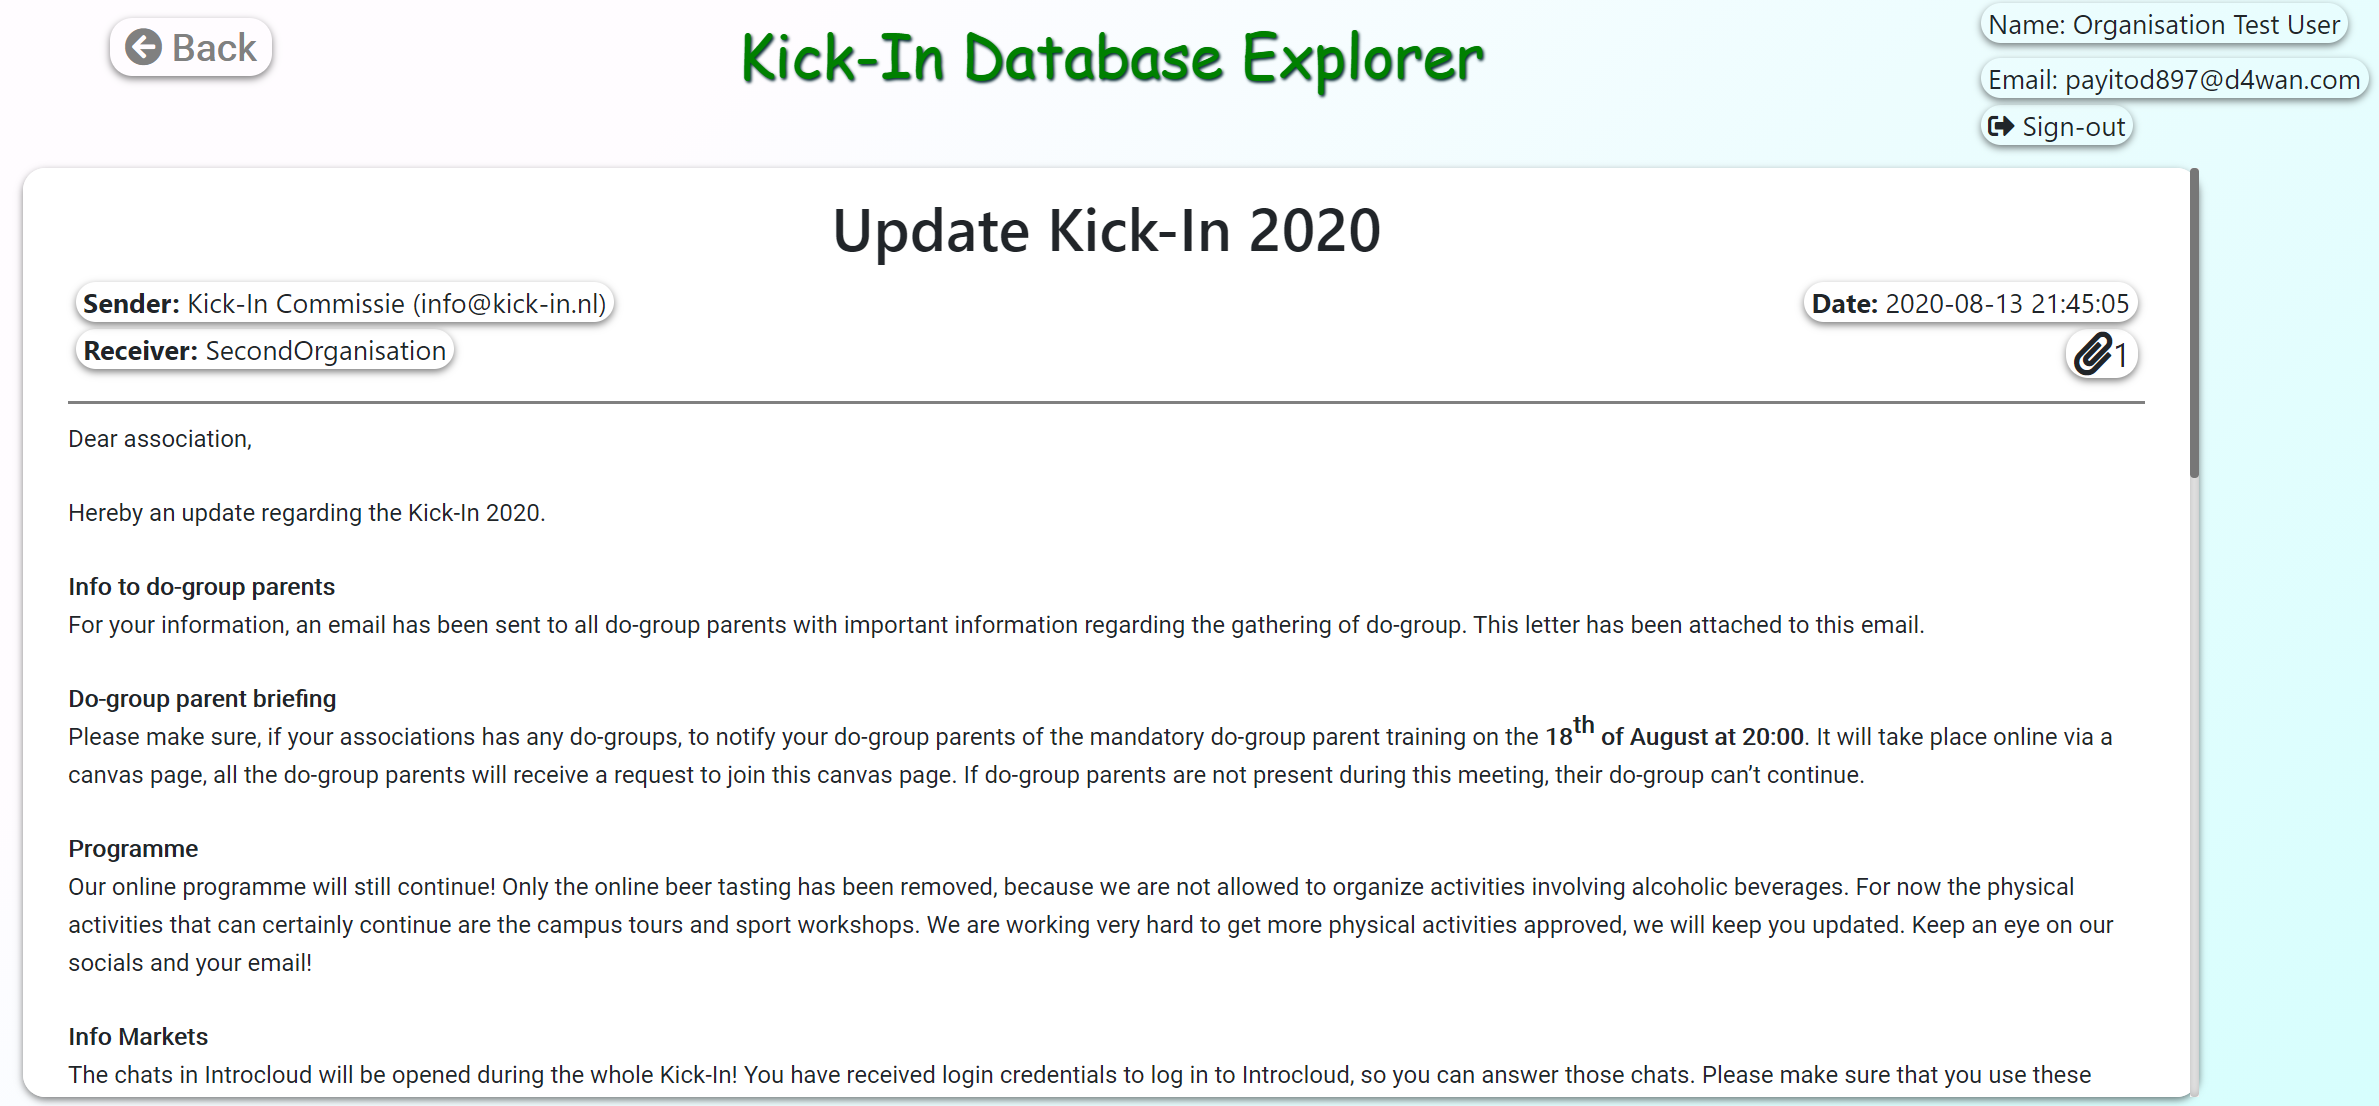 Back
Kick-In Database Explorer
Name: Organisation Test User
Email: payitod897@d4wan.com
Sign-out
Update Kick-In 2020
Sender: Kick-In Commissie (info@kick-in.nl)
Date: 2020-08-13 21:45:05
Receiver: SecondOrganisation
1
Dear association,
Hereby an update regarding the Kick-In 2020.
Info to do-group parents
For your information, an email has been sent to all do-group parents with important information regarding the gathering of do-group. This letter has been attached to this email.
Do-group parent briefing
Please make sure, if your associations has any do-groups, to notify your do-group parents of the mandatory do-group parent training on the 18th of August at 20:00. It will take place online via a
canvas page, all the do-group parents will receive a request to join this canvas page. If do-group parents are not present during this meeting, their do-group can’t continue.
Programme
Our online programme will still continue! Only the online beer tasting has been removed, because we are not allowed to organize activities involving alcoholic beverages. For now the physical
activities that can certainly continue are the campus tours and sport workshops. We are working very hard to get more physical activities approved, we will keep you updated. Keep an eye on our
socials and your email!
Info Markets
The chats in Introcloud will be opened during the whole Kick-In! You have received login credentials to log in to Introcloud, so you can answer those chats. Please make sure that you use these